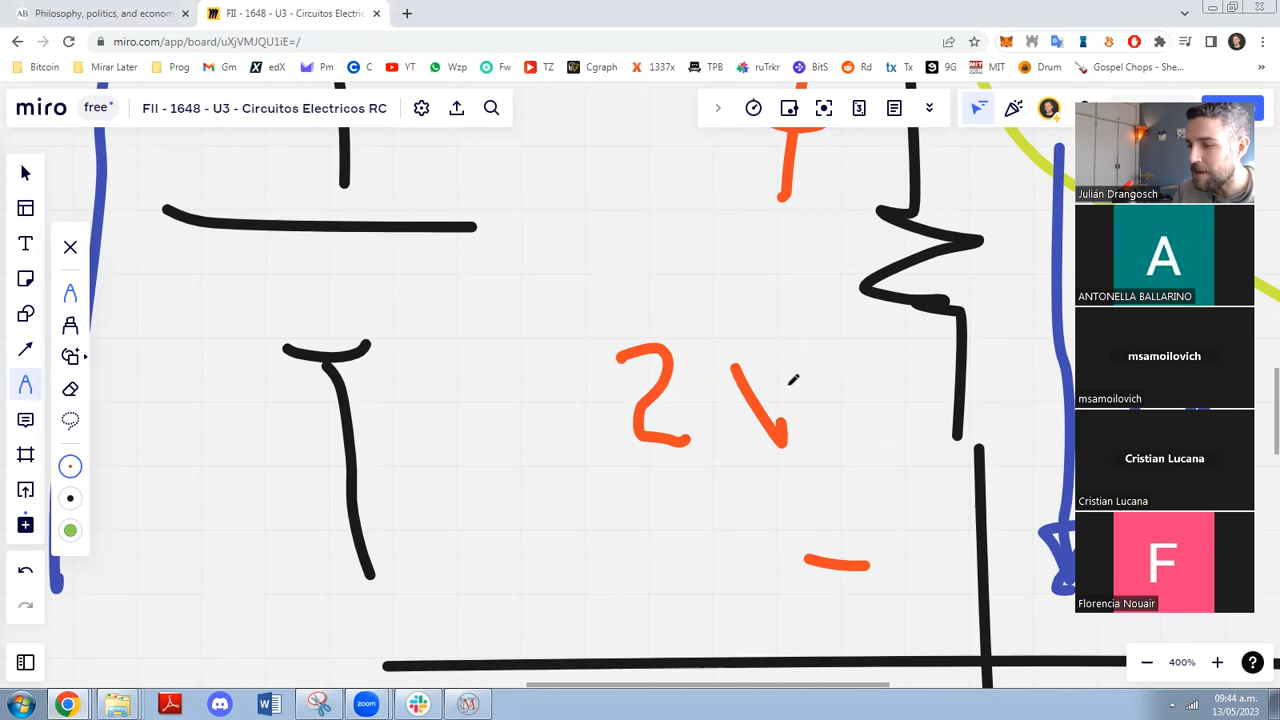 Philosophy, politics, and econom
FII - 1648 - U3 - Circuitos Electric
miro.com/app/board/uXjVMJQU1iE=/
Bitcoin Mirar Later Prog Gm edX Pm C YT Wzp Fw TZ Cgraph 1337x TPB ruTrkr BitS Rd Tx 9G MIT Drum Gospel Chops - She...
miro free FII - 1648 - U3 - Circuitos Electricos RC
Julián Drangosch
A
ANTONELLA BALLARINO
msamoilovich
msamoilovich
2 V
Cristian Lucana
Cristian Lucana
F
Florencia Nouair
400%
zoom
09:44 a.m.
13/05/2023